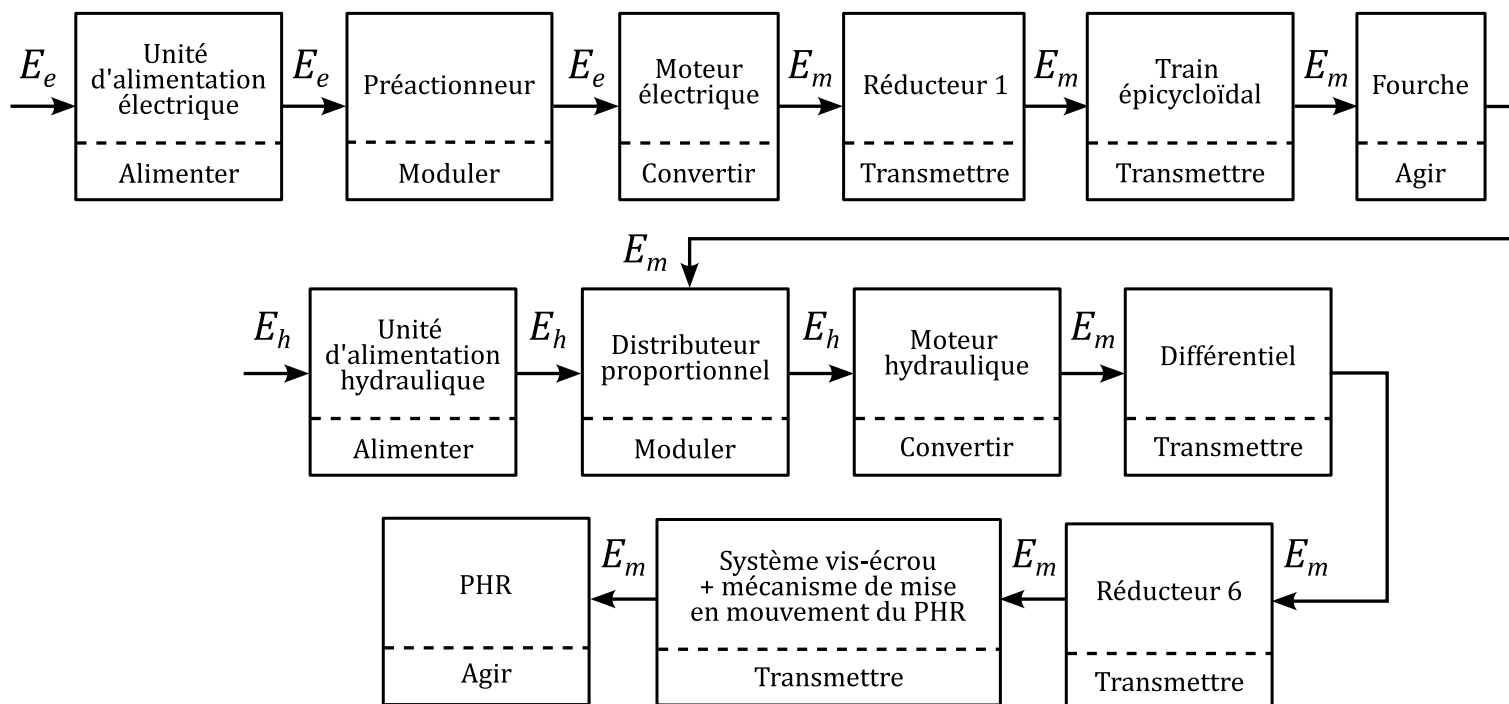 E_e
Unité
d'alimentation
électrique
Alimenter
E_e
Préactionneur
Moduler
E_e
Moteur
électrique
Convertir
E_m
Réducteur 1
Transmettre
E_m
Train
épicycloïdal
Transmettre
E_m
Fourche
Agir
E_m
E_h
Unité
d'alimentation
hydraulique
Alimenter
E_h
Distributeur
proportionnel
Moduler
E_h
Moteur
hydraulique
Convertir
E_m
Différentiel
Transmettre
E_m
Réducteur 6
Transmettre
E_m
Système vis-écrou
+ mécanisme de mise
en mouvement du PHR
Transmettre
E_m
PHR
Agir